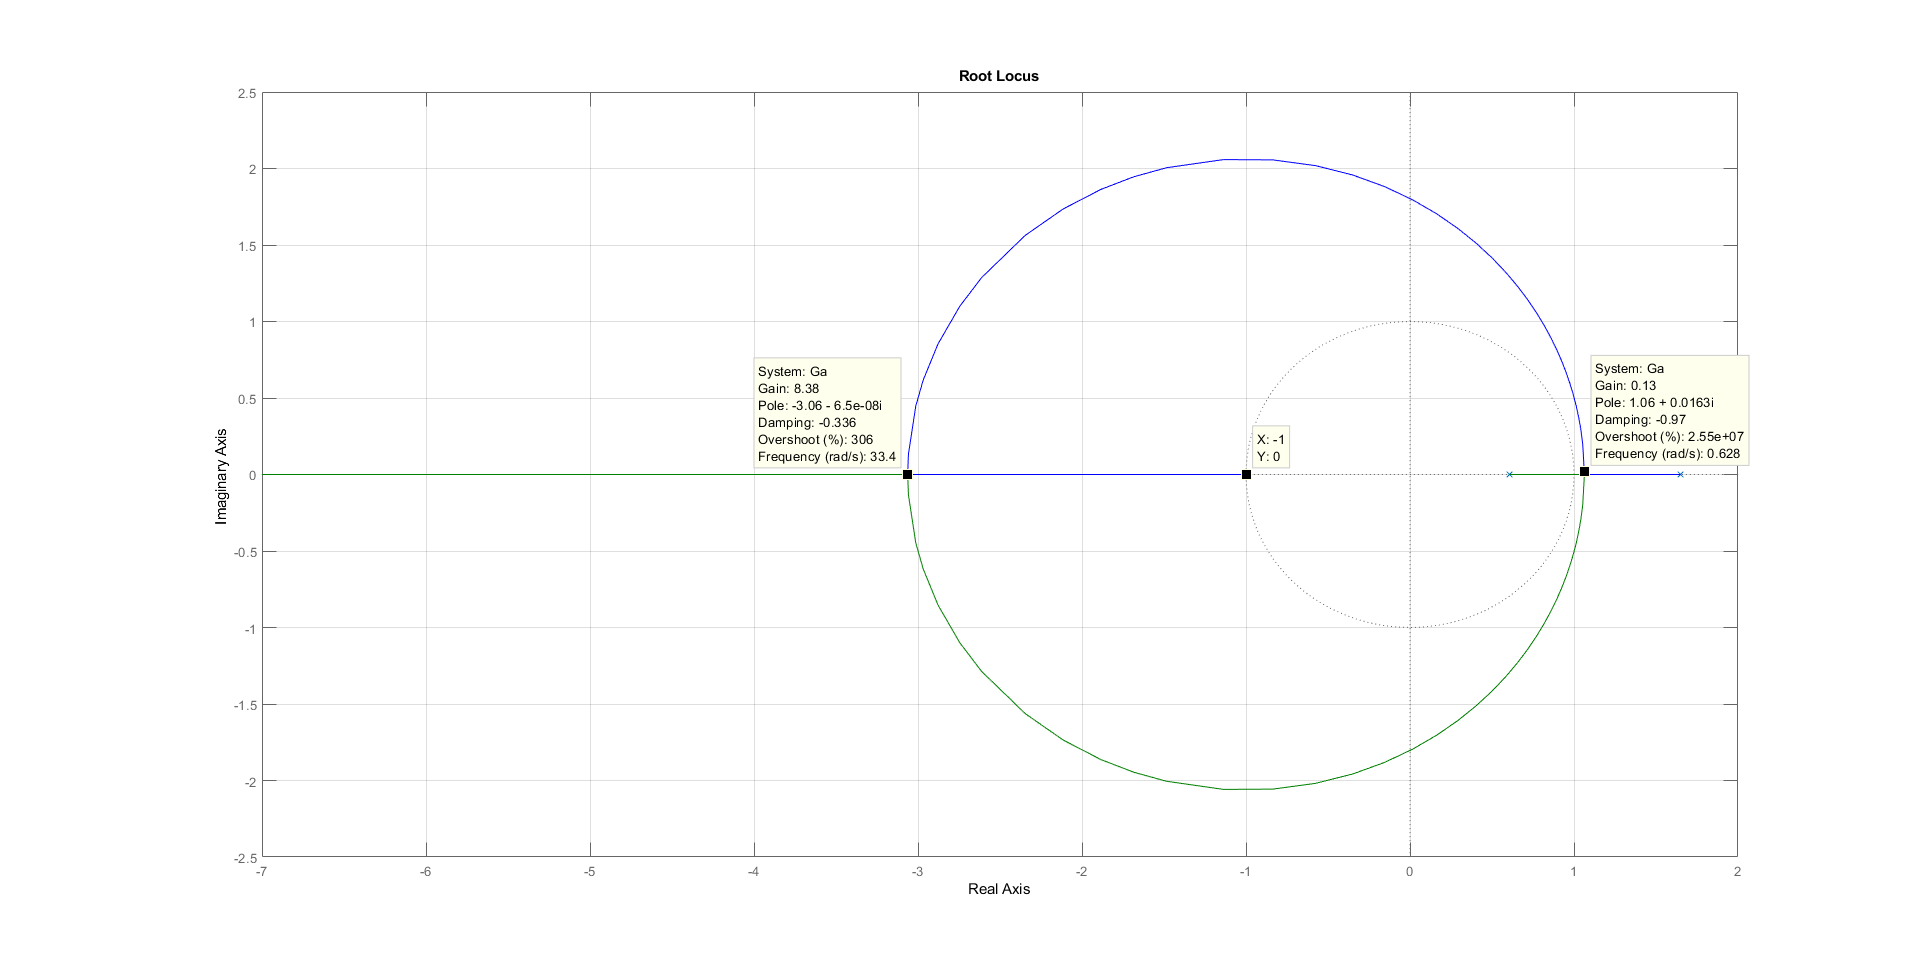 Root Locus
2.5
2
1.5
1
0.5
0
-0.5
-1
-1.5
-2
-2.5
Imaginary Axis
System: Ga
Gain: 8.38
Pole: -3.06 - 6.5e-08i
Damping: -0.336
Overshoot (%): 306
Frequency (rad/s): 33.4
X: -1
Y: 0
System: Ga
Gain: 0.13
Pole: 1.06 + 0.0163i
Damping: -0.97
Overshoot (%): 2.55e+07
Frequency (rad/s): 0.628
-7 -6 -5 -4 -3 -2 -1 0 1 2
Real Axis